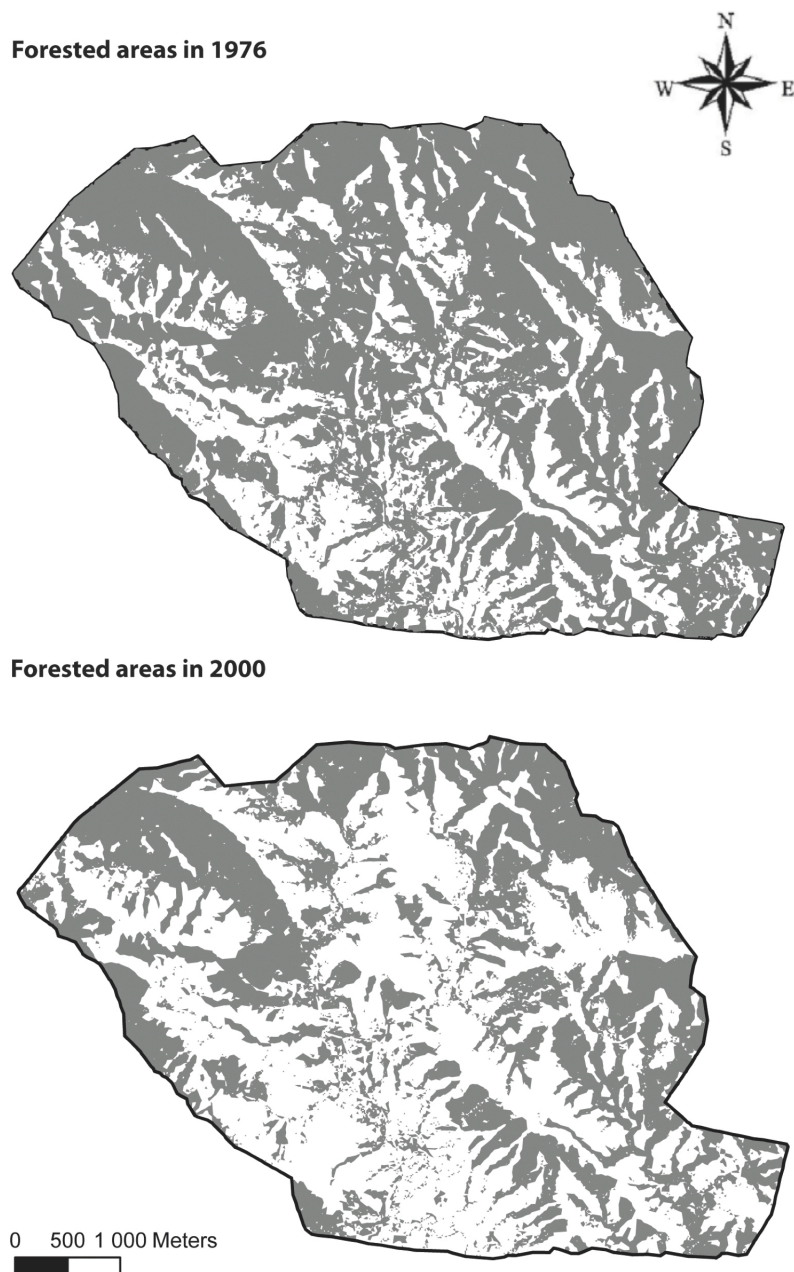 Forested areas in 1976
N
W E
S
Forested areas in 2000
0 500 1 000 Meters